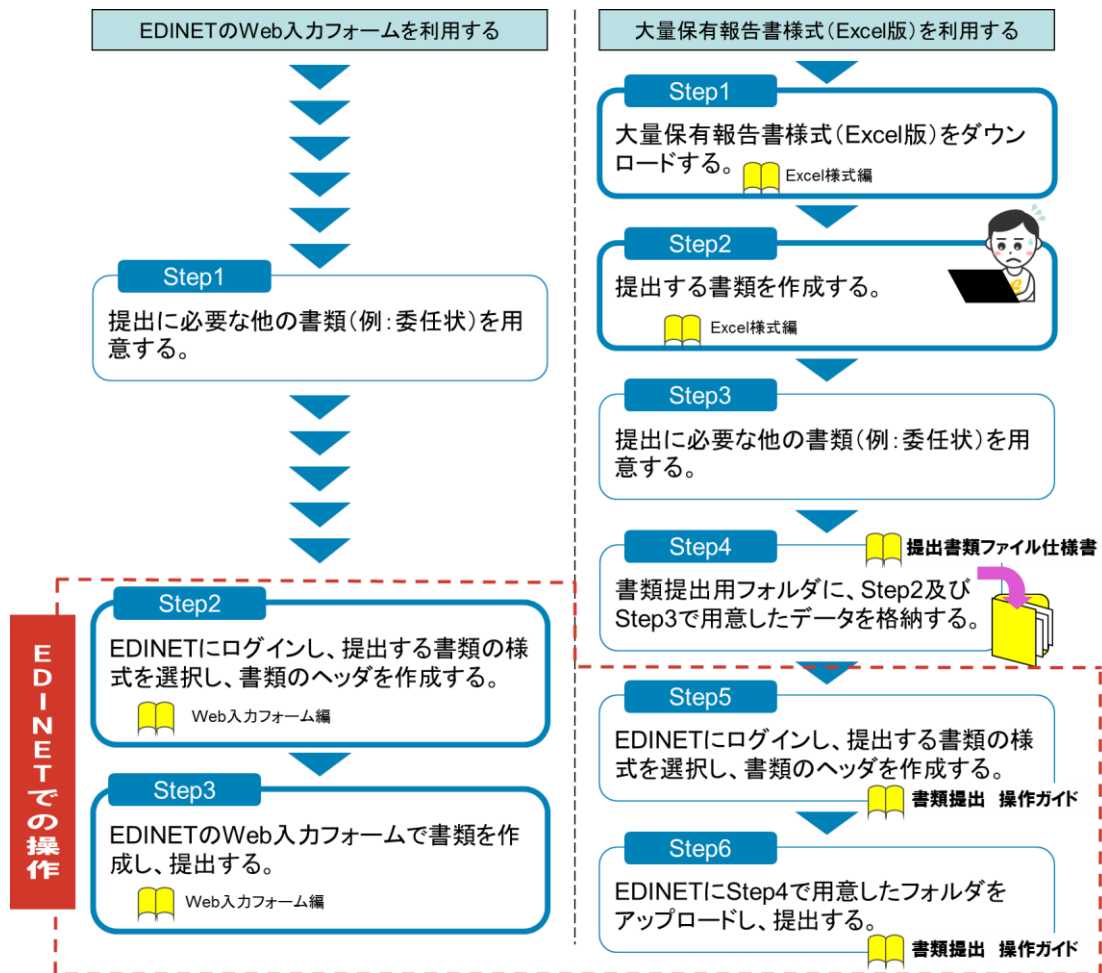 EDINETのWeb入力フォームを利用する
Step1
提出に必要な他の書類(例:委任状)を用
意する。
EDINETでの操作
Step2
EDINETにログインし、提出する書類の様
式を選択し、書類のヘッダを作成する。
Web入力フォーム編
Step3
EDINETのWeb入力フォームで書類を作
成し、提出する。
Web入力フォーム編
大量保有報告書様式(Excel版)を利用する
Step1
大量保有報告書様式(Excel版)をダウン
ロードする。
Excel様式編
Step2
提出する書類を作成する。
Excel様式編
Step3
提出に必要な他の書類(例:委任状)を用
意する。
Step4
提出書類ファイル仕様書
書類提出用フォルダに、Step2及び
Step3で用意したデータを格納する。
Step5
EDINETにログインし、提出する書類の様
式を選択し、書類のヘッダを作成する。
書類提出 操作ガイド
Step6
EDINETにStep4で用意したフォルダを
アップロードし、提出する。
書類提出 操作ガイド